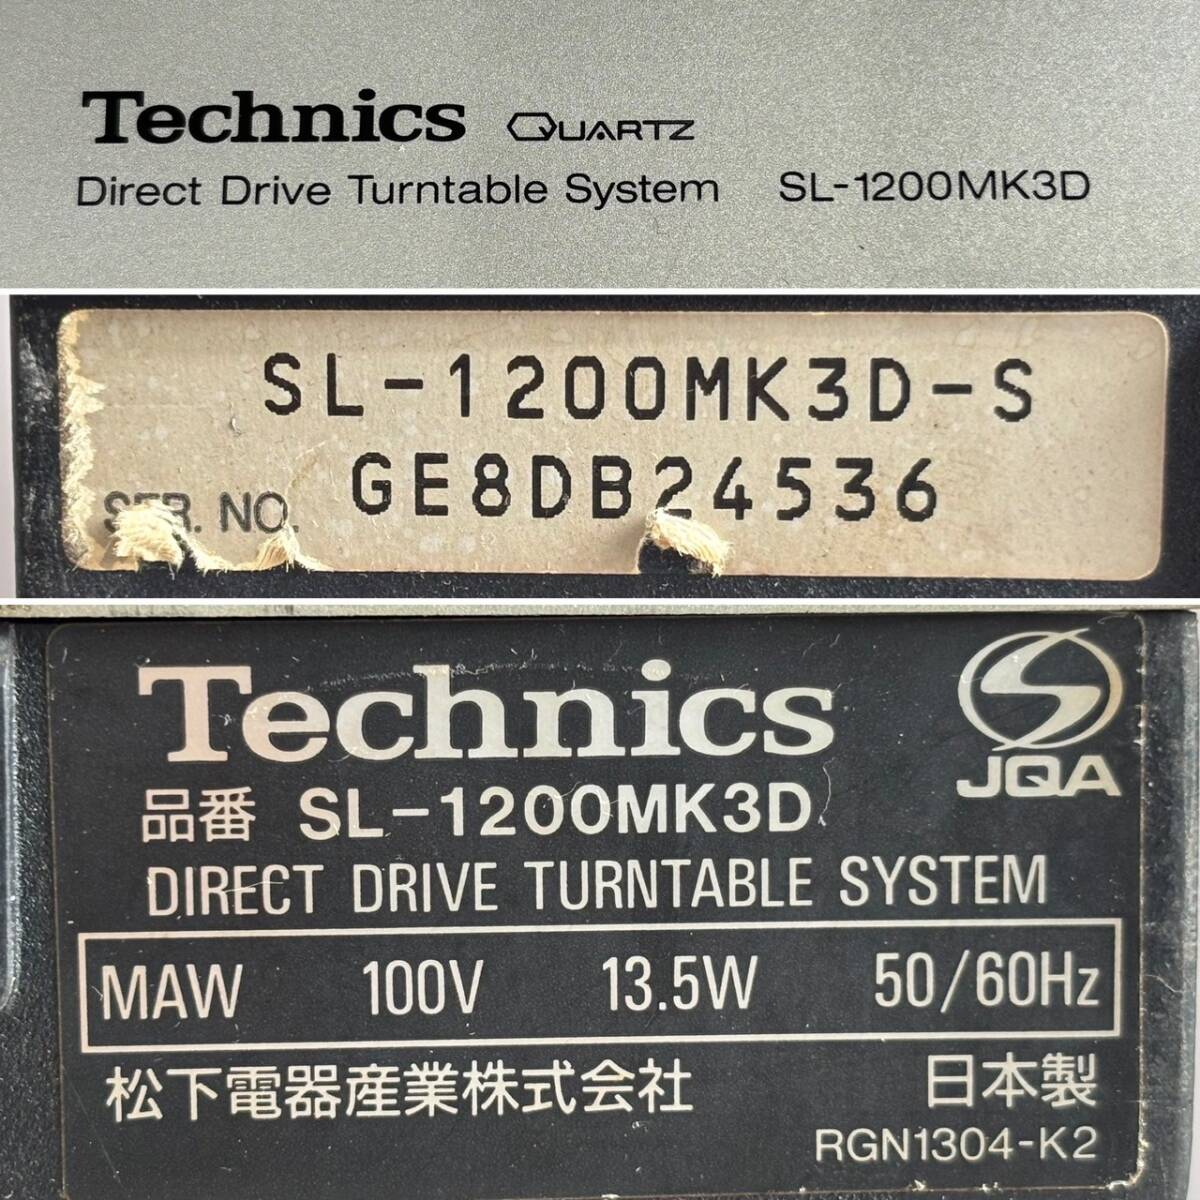 Technics QUARTZ
Direct Drive Turntable System SL-1200MK3D
SL-1200MK3D-S
SER. NO. GE8DB24536
Technics
JQA
品番 SL-1200MK3D
DIRECT DRIVE TURNTABLE SYSTEM
MAW 100V 13.5W 50/60Hz
松下電器産業株式会社 日本製
RGN1304-K2